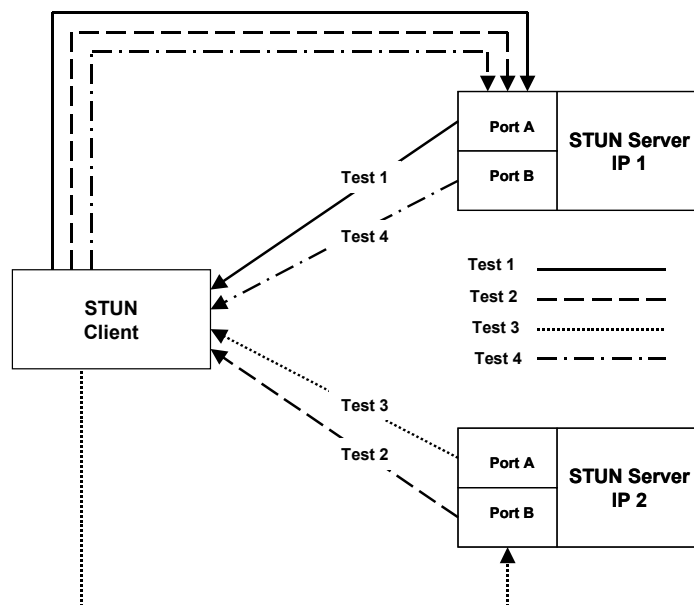 Port A
Port B
STUN Server
IP 1
Test 1
Test 4
STUN
Client
Test 1
Test 2
Test 3
Test 4
Test 3
Test 2
Port A
Port B
STUN Server
IP 2